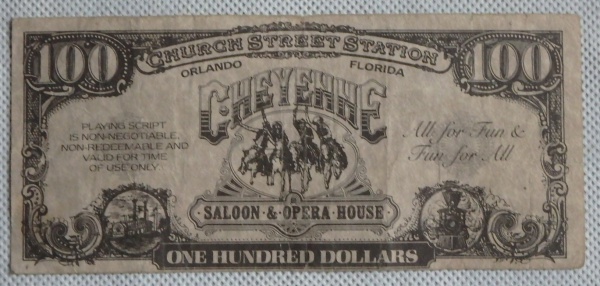 100
CHURCH STREET STATION
100
ORLANDO FLORIDA
CHEYENNE
PLAYING SCRIPT
IS NON-NEGOTIABLE,
NON-REDEEMABLE AND
VALID FOR TIME
OF USE ONLY.
All for Fun &
Fun for All
SALOON & OPERA HOUSE
ONE HUNDRED DOLLARS